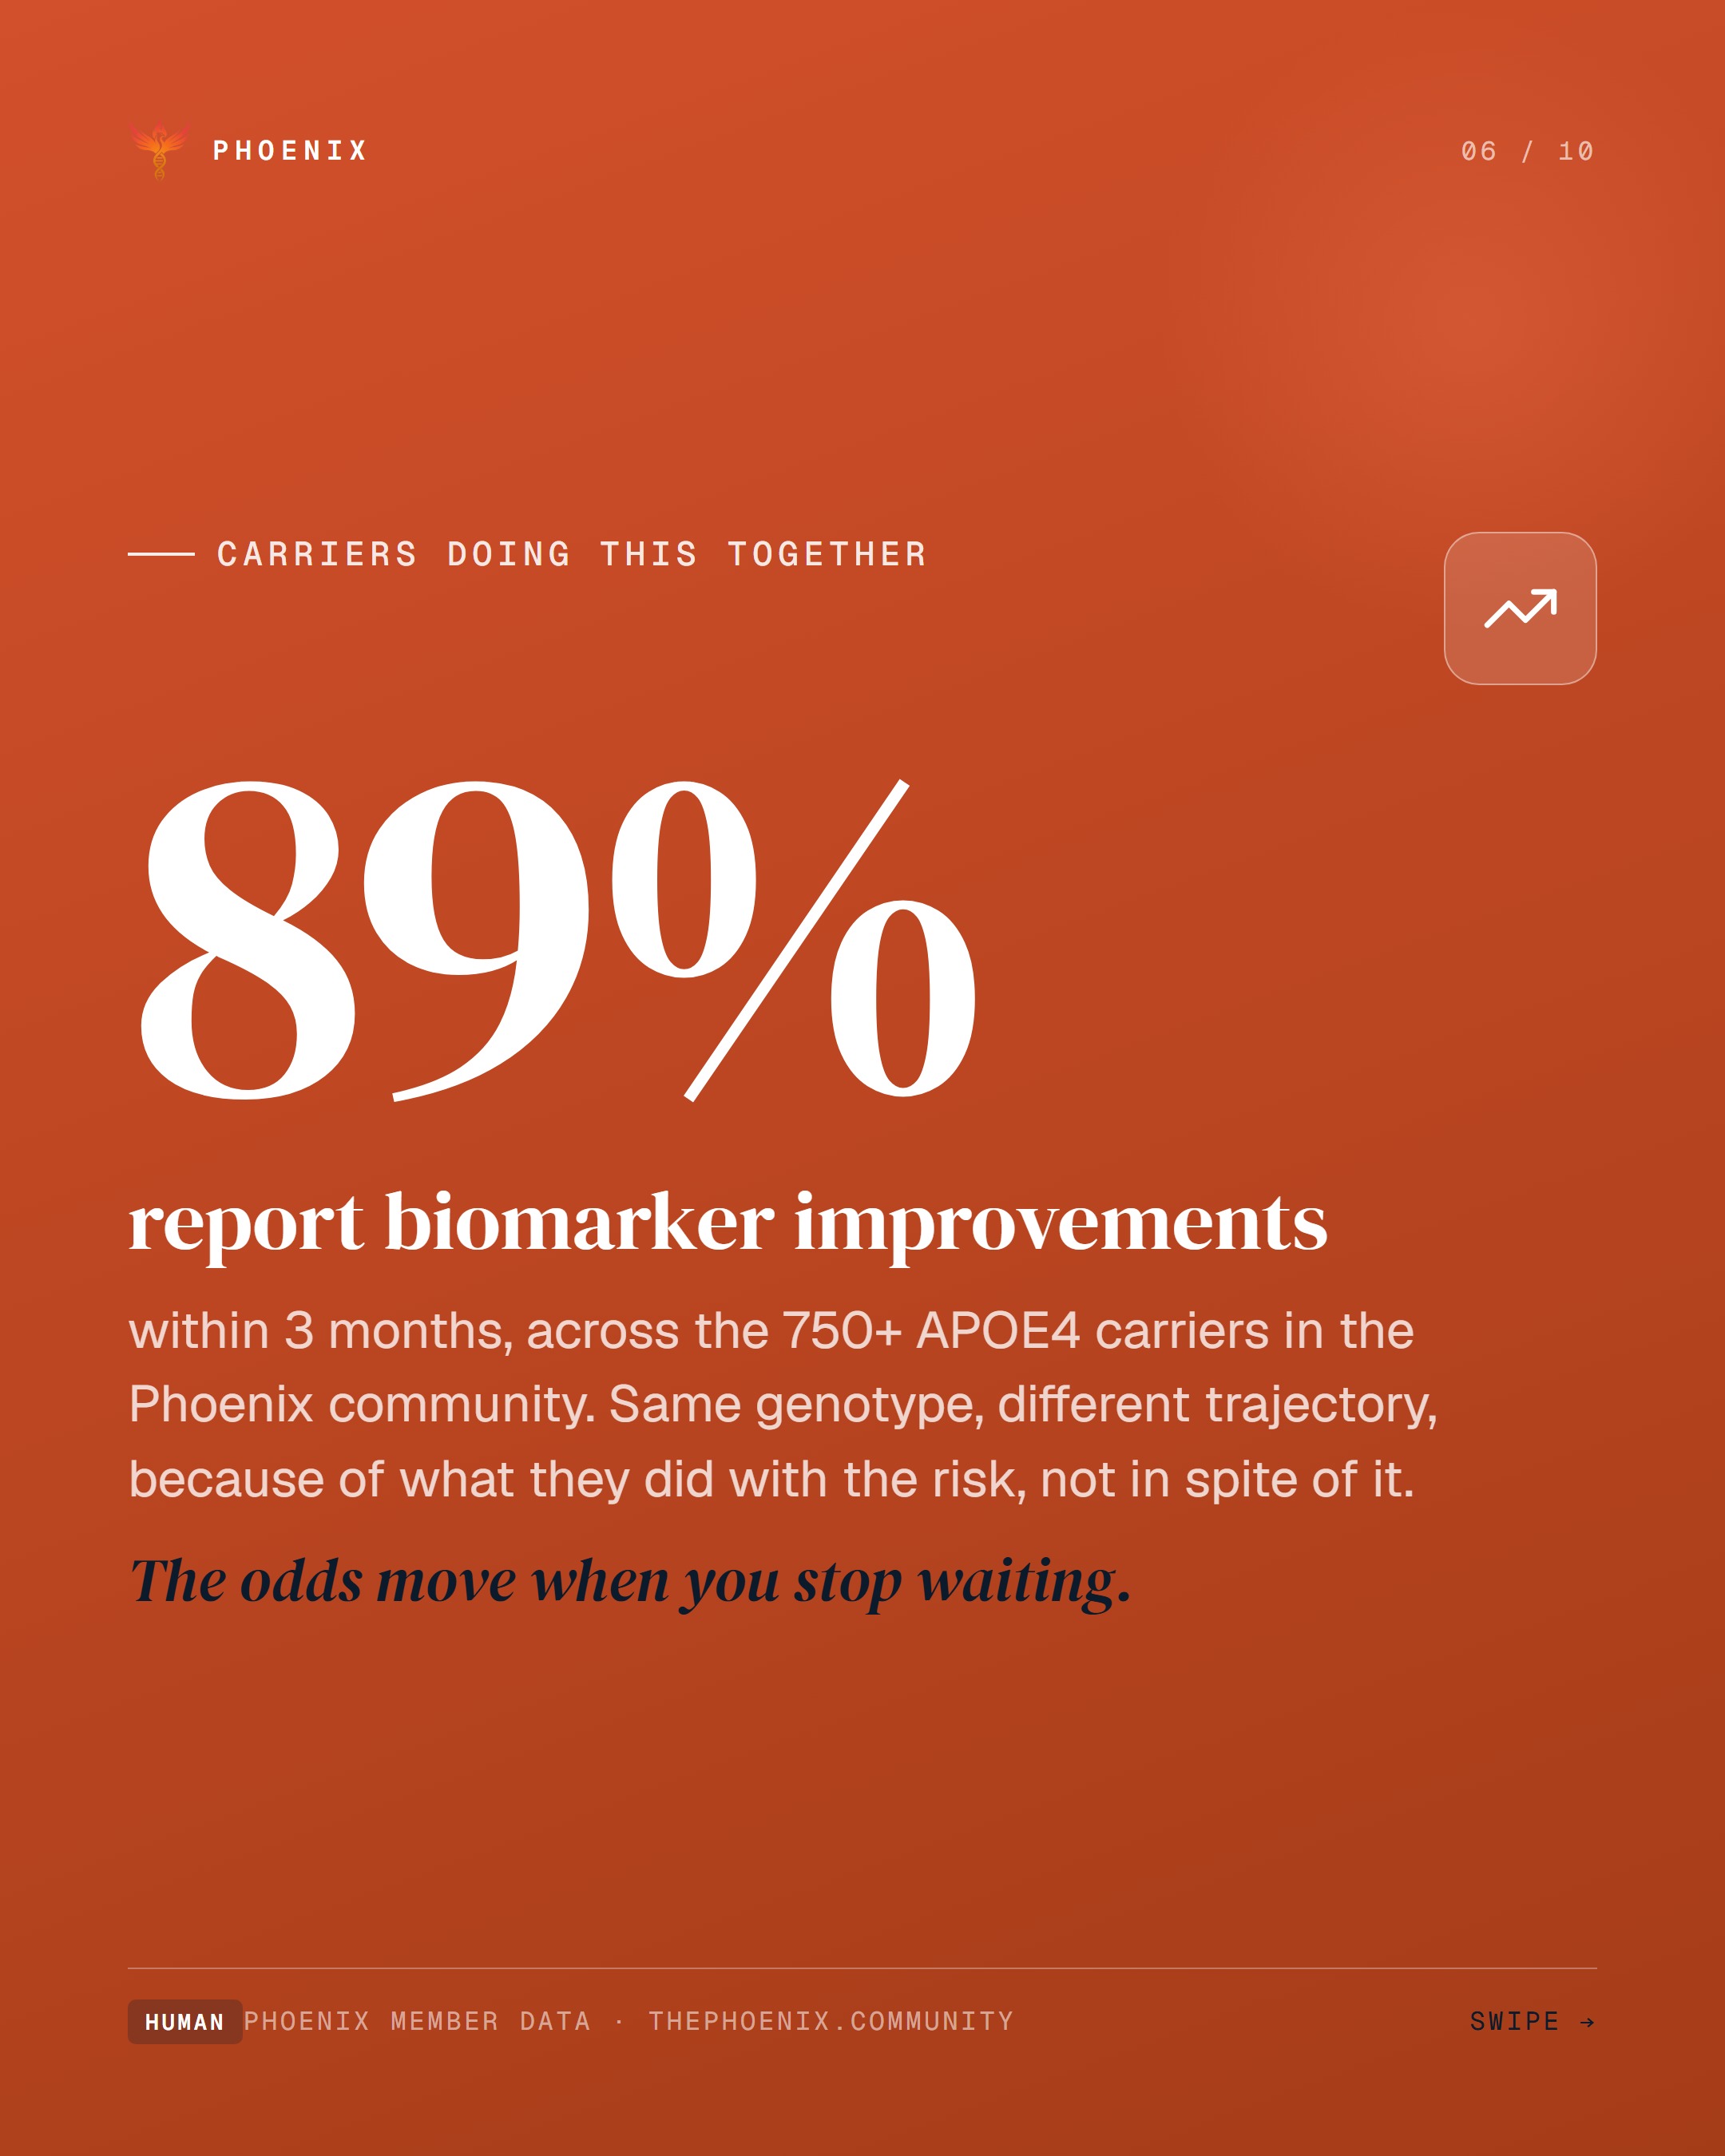 PHOENIX
06 / 10
CARRIERS DOING THIS TOGETHER
89%
report biomarker improvements
within 3 months, across the 750+ APOE4 carriers in the
Phoenix community. Same genotype, different trajectory,
because of what they did with the risk, not in spite of it.
The odds move when you stop waiting.
HUMAN PHOENIX MEMBER DATA · THEPHOENIX.COMMUNITY
SWIPE →